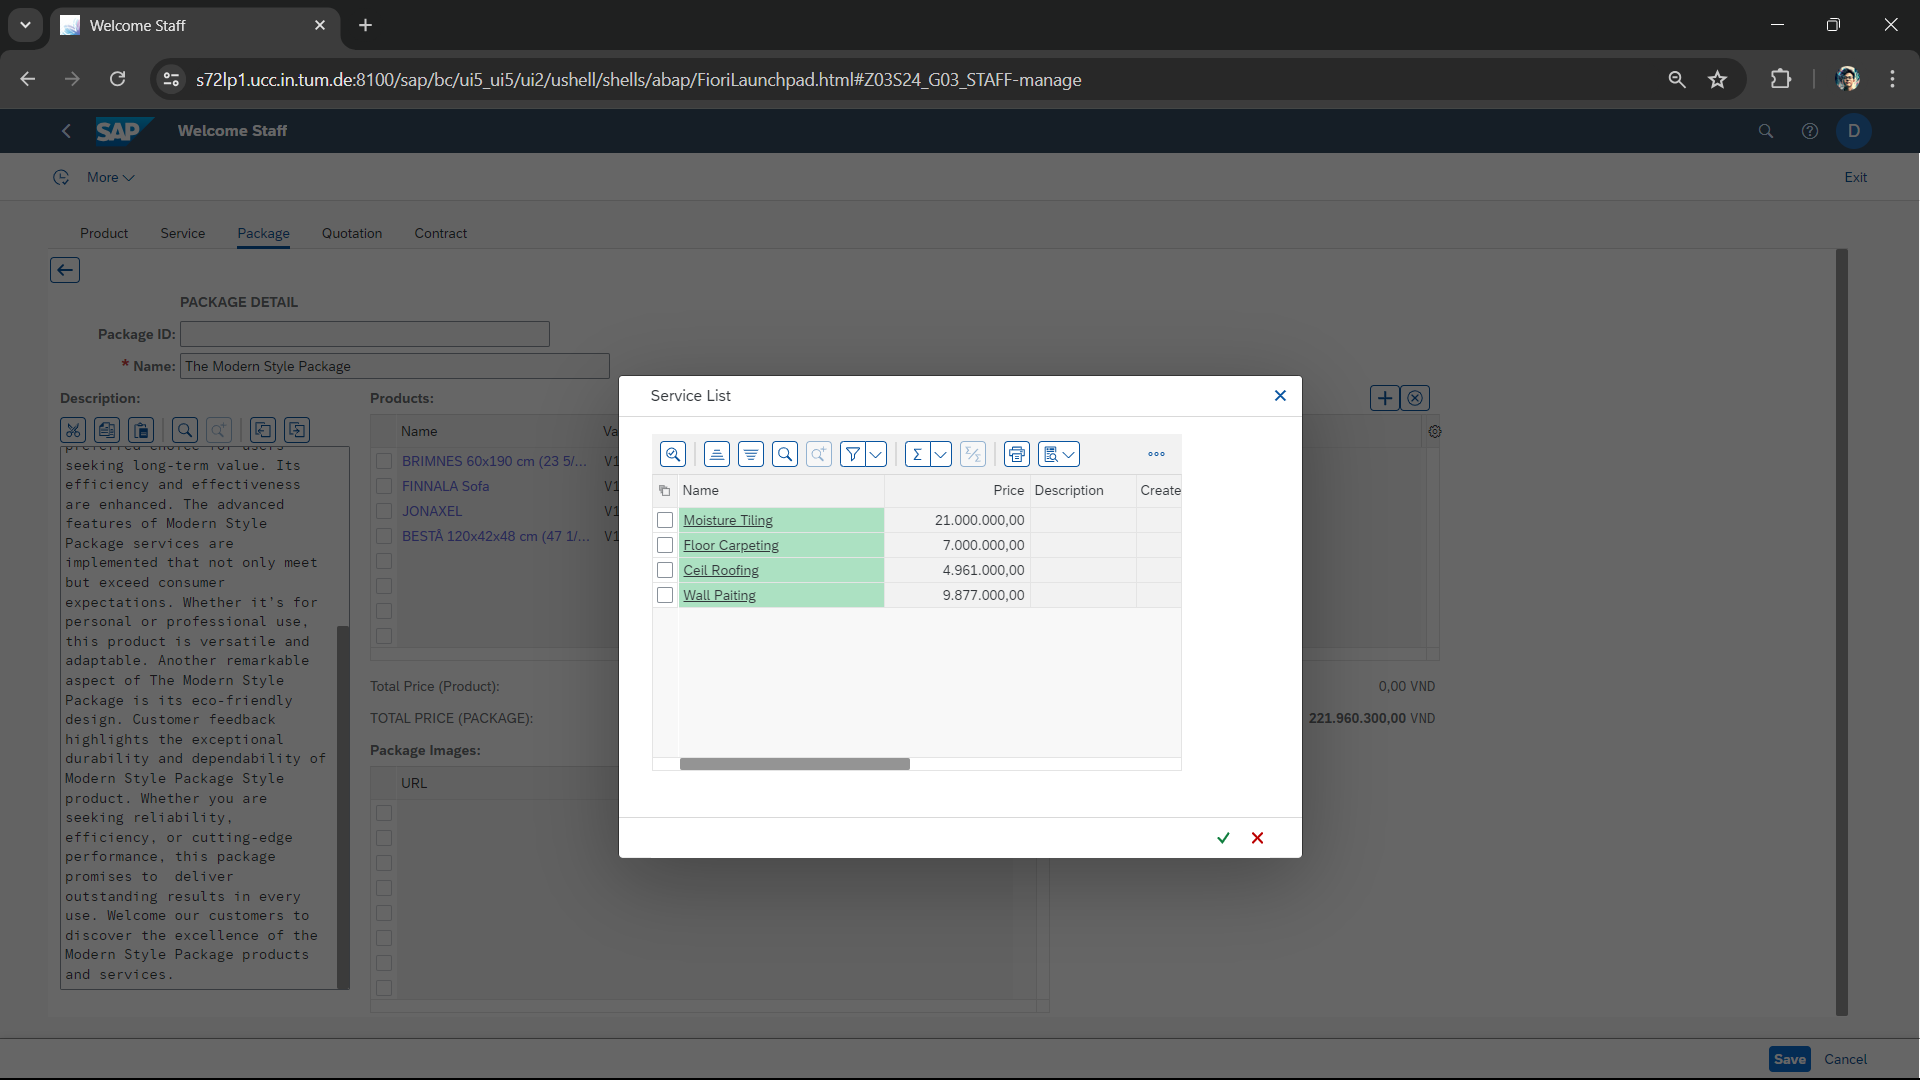 Welcome Staff
s72lp1.ucc.in.tum.de:8100/sap/bc/ui5_ui5/ui2/ushell/shells/abap/FioriLaunchpad.html#Z03S24_G03_STAFF-manage
SAP Welcome Staff D
More Exit
Product Service Package Quotation Contract
PACKAGE DETAIL
Package ID:
* Name: The Modern Style Package
Description:
seeking long-term value. Its
efficiency and effectiveness
are enhanced. The advanced
features of Modern Style
Package services are
implemented that not only meet
but exceed consumer
expectations. Whether it's for
personal or professional use,
this product is versatile and
adaptable. Another remarkable
aspect of The Modern Style
Package is its eco-friendly
design. Customer feedback
highlights the exceptional
durability and dependability of
Modern Style Package Style
product. Whether you are
seeking reliability,
efficiency, or cutting-edge
performance, this package
promises to  deliver
outstanding results in every
use. Welcome our customers to
discover the excellence of the
Modern Style Package products
and services.
Products:
Name Va
BRIMNES 60x190 cm (23 5/... V1
FINNALA Sofa V1
JONAXEL V1
BESTÅ 120x42x48 cm (47 1/... V1
Total Price (Product): 0,00 VND
TOTAL PRICE (PACKAGE): 221.960.300,00 VND
Package Images:
URL
Service List
Name Price Description Create
Moisture Tiling 21.000.000,00
Floor Carpeting 7.000.000,00
Ceil Roofing 4.961.000,00
Wall Paiting 9.877.000,00
Save Cancel